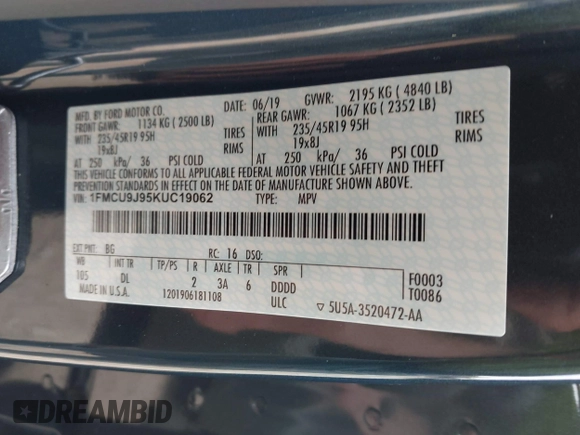 MFD. BY FORD MOTOR CO.
DATE: 06/19 GVWR: 2195 KG ( 4840 LB)
FRONT GAWR: 1134 KG ( 2500 LB) REAR GAWR: 1067 KG ( 2352 LB)
WITH 235/45R19 95H TIRES WITH 235/45R19 95H TIRES
19x8J RIMS 19x8J RIMS
AT 250 kPa/ 36 PSI COLD AT 250 kPa/ 36 PSI COLD
THIS VEHICLE CONFORMS TO ALL APPLICABLE FEDERAL MOTOR VEHICLE SAFETY, BUMPER, AND THEFT PREVENTION STANDARDS IN EFFECT ON THE DATE OF MANUFACTURE SHOWN ABOVE.
VIN: 1FMCU9J95KUC19062 TYPE: MPV
EXT PNT: BG RC: 16 DSO:
WB INT TR TP/PS R AXLE TR SPR F0003
105 DL 2 3A 6 DDDD T0086
MADE IN U.S.A. 1201906181108 ULC ▽ 5U5A-3520472-AA
DREAMBID